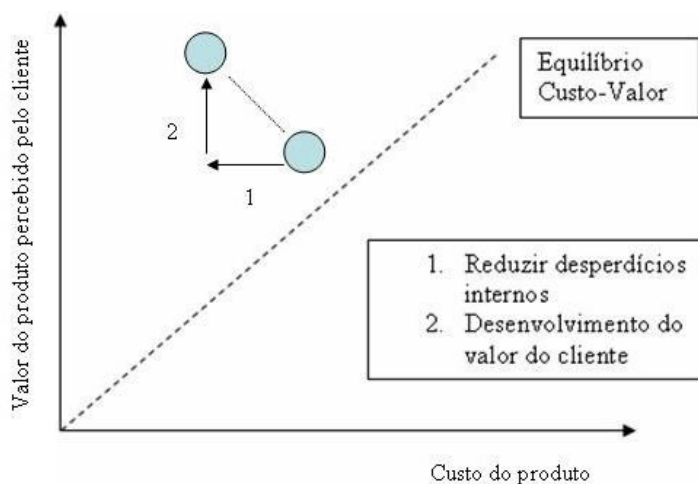 Valor do produto percebido pelo cliente
2
1
Equilíbrio
Custo-Valor
1. Reduzir desperdícios
internos
2. Desenvolvimento do
valor do cliente
Custo do produto